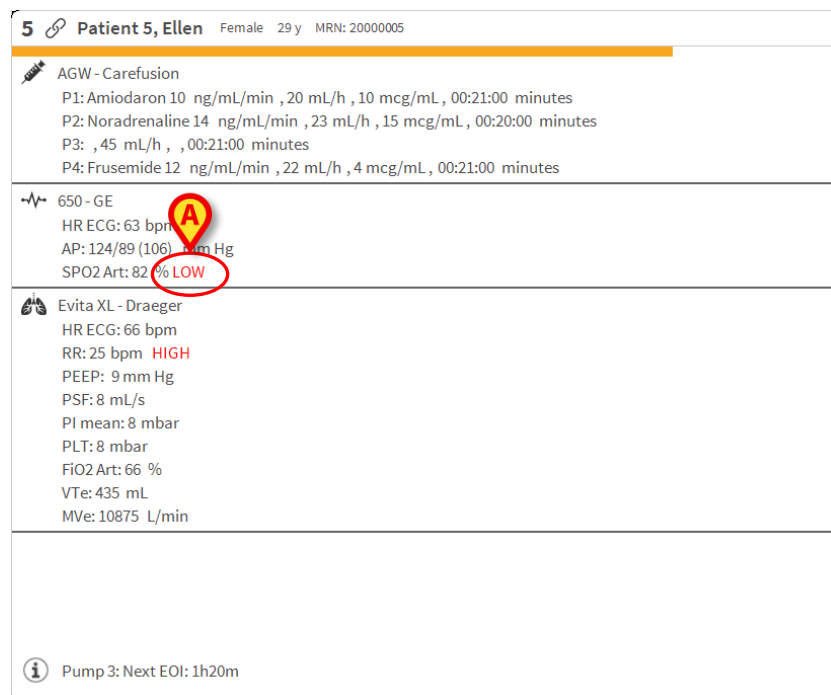 5 Patient 5, Ellen Female 29 y MRN: 20000005
AGW - Carefusion
P1: Amiodaron 10 ng/mL/min , 20 mL/h , 10 mcg/mL , 00:21:00 minutes
P2: Noradrenaline 14 ng/mL/min , 23 mL/h , 15 mcg/mL , 00:20:00 minutes
P3: , 45 mL/h , , 00:21:00 minutes
P4: Frusemide 12 ng/mL/min , 22 mL/h , 4 mcg/mL , 00:21:00 minutes
650 - GE
HR ECG: 63 bpm
A
AP: 124/89 (106) mm Hg
SPO2 Art: 82 % LOW
Evita XL - Draeger
HR ECG: 66 bpm
RR: 25 bpm HIGH
PEEP: 9 mm Hg
PSF: 8 mL/s
PI mean: 8 mbar
PLT: 8 mbar
FiO2 Art: 66 %
VTe: 435 mL
MVe: 10875 L/min
Pump 3: Next EOI: 1h20m